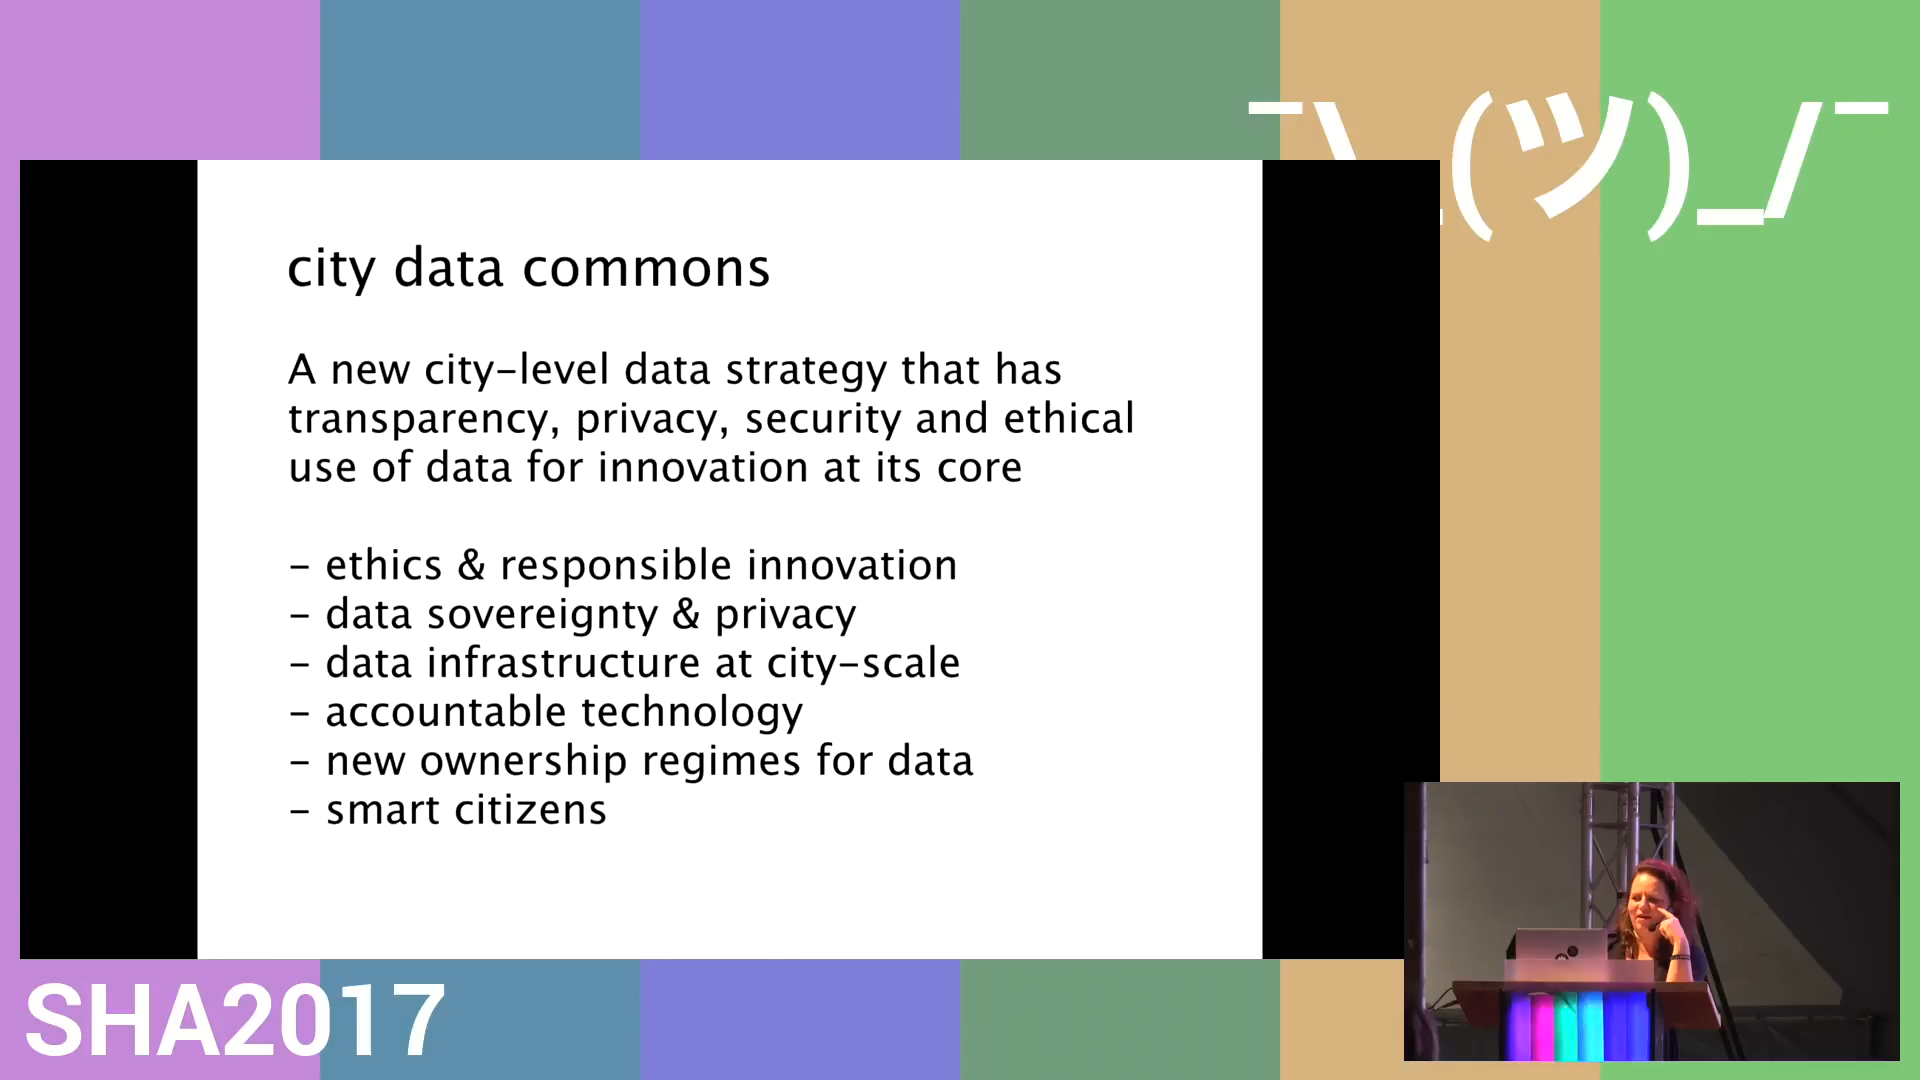 ¯\_(ツ)_/¯
city data commons
A new city-level data strategy that has
transparency, privacy, security and ethical
use of data for innovation at its core
- ethics & responsible innovation
- data sovereignty & privacy
- data infrastructure at city-scale
- accountable technology
- new ownership regimes for data
- smart citizens
SHA2017